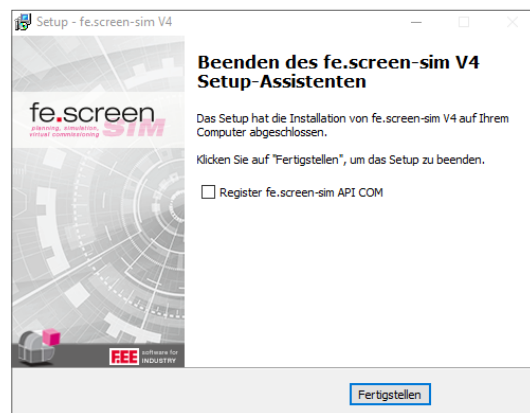 Setup - fe.screen-sim V4
Beenden des fe.screen-sim V4
Setup-Assistenten
fe.screen
planning, simulation,
virtual commissioning
SIM
Das Setup hat die Installation von fe.screen-sim V4 auf Ihrem
Computer abgeschlossen.
Klicken Sie auf "Fertigstellen", um das Setup zu beenden.
Register fe.screen-sim API COM
F.EE software for
INDUSTRY
Fertigstellen